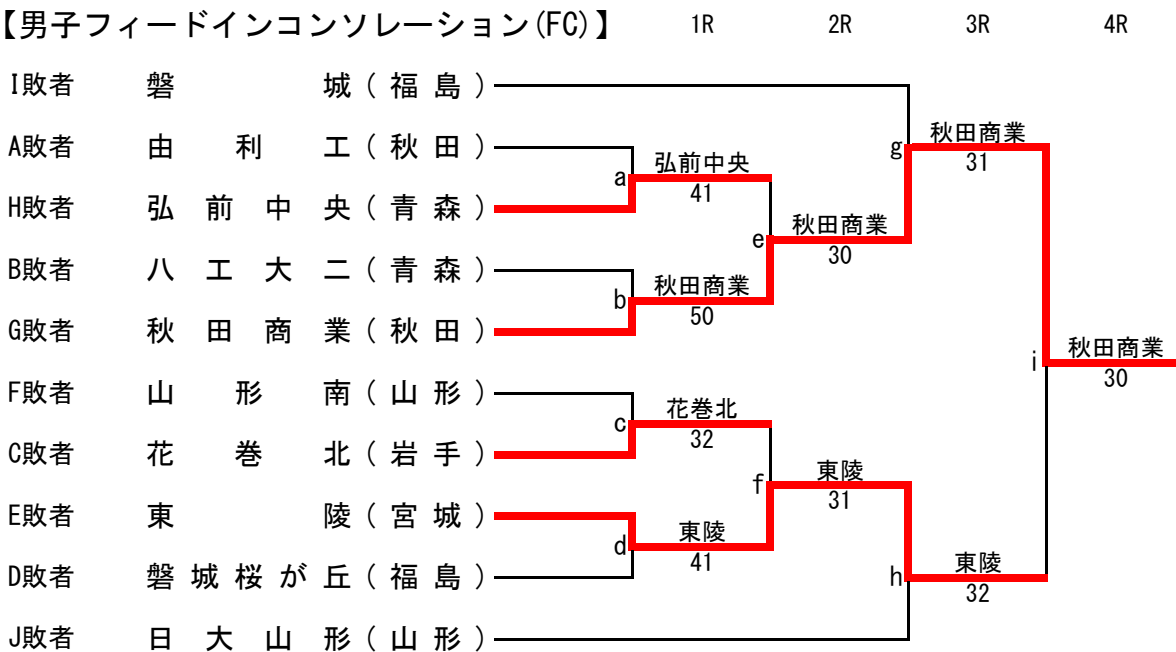 【男子フィードインコンソレーション(FC)】 1R 2R 3R 4R
I敗者 磐城(福島)
A敗者 由利工(秋田)
H敗者 弘前中央(青森)
B敗者 八工大二(青森)
G敗者 秋田商業(秋田)
F敗者 山形南(山形)
C敗者 花巻北(岩手)
E敗者 東陵(宮城)
D敗者 磐城桜が丘(福島)
J敗者 日大山形(山形)
a 弘前中央
41
b 秋田商業
50
c 花巻北
32
d 東陵
41
e 秋田商業
30
f 東陵
31
g 秋田商業
31
h 東陵
32
i 秋田商業
30